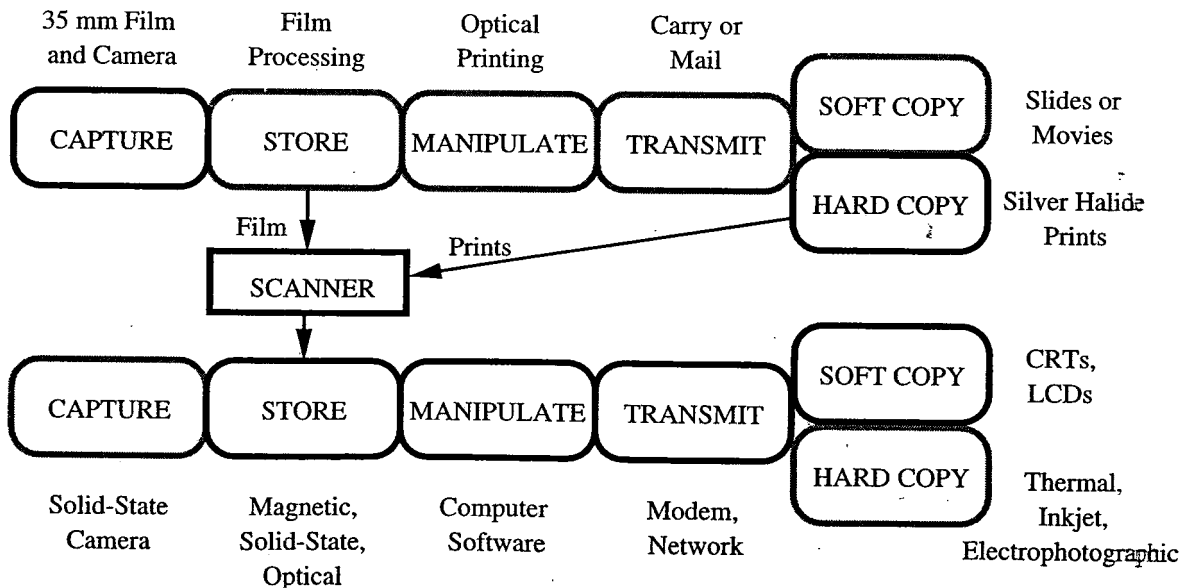 35 mm Film
and Camera
Film
Processing
Optical
Printing
Carry or
Mail
CAPTURE
STORE
MANIPULATE
TRANSMIT
SOFT COPY
Slides or
Movies
HARD COPY
Silver Halide
Prints
Film
Prints
SCANNER
CAPTURE
STORE
MANIPULATE
TRANSMIT
SOFT COPY
CRTs,
LCDs
HARD COPY
Thermal,
Inkjet,
Electrophotographic
Solid-State
Camera
Magnetic,
Solid-State,
Optical
Computer
Software
Modem,
Network